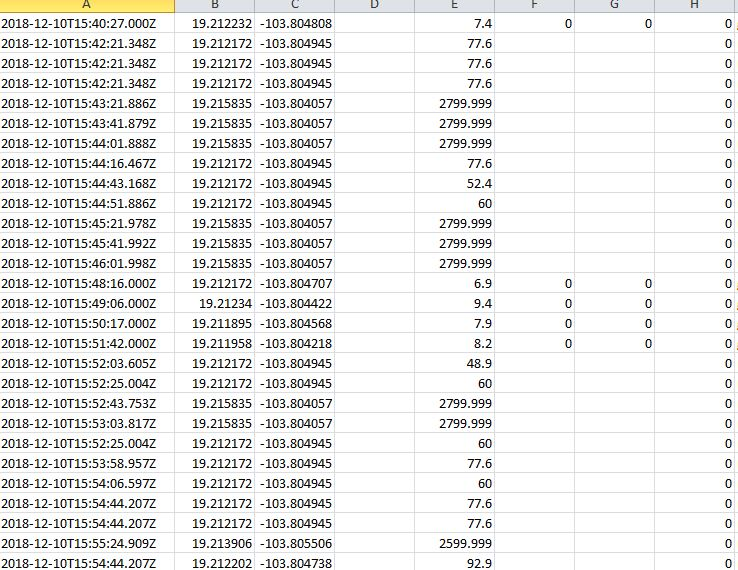 A B C D E F G H
2018-12-10T15:40:27.000Z 19.212232 -103.804808 7.4 0 0 0
2018-12-10T15:42:21.348Z 19.212172 -103.804945 77.6 0
2018-12-10T15:42:21.348Z 19.212172 -103.804945 77.6 0
2018-12-10T15:42:21.348Z 19.212172 -103.804945 77.6 0
2018-12-10T15:43:21.886Z 19.215835 -103.804057 2799.999 0
2018-12-10T15:43:41.879Z 19.215835 -103.804057 2799.999 0
2018-12-10T15:44:01.888Z 19.215835 -103.804057 2799.999 0
2018-12-10T15:44:16.467Z 19.212172 -103.804945 77.6 0
2018-12-10T15:44:43.168Z 19.212172 -103.804945 52.4 0
2018-12-10T15:44:51.886Z 19.212172 -103.804945 60 0
2018-12-10T15:45:21.978Z 19.215835 -103.804057 2799.999 0
2018-12-10T15:45:41.992Z 19.215835 -103.804057 2799.999 0
2018-12-10T15:46:01.998Z 19.215835 -103.804057 2799.999 0
2018-12-10T15:48:16.000Z 19.212172 -103.804707 6.9 0 0 0
2018-12-10T15:49:06.000Z 19.21234 -103.804422 9.4 0 0 0
2018-12-10T15:50:17.000Z 19.211895 -103.804568 7.9 0 0 0
2018-12-10T15:51:42.000Z 19.211958 -103.804218 8.2 0 0 0
2018-12-10T15:52:03.605Z 19.212172 -103.804945 48.9 0
2018-12-10T15:52:25.004Z 19.212172 -103.804945 60 0
2018-12-10T15:52:43.753Z 19.215835 -103.804057 2799.999 0
2018-12-10T15:53:03.817Z 19.215835 -103.804057 2799.999 0
2018-12-10T15:52:25.004Z 19.212172 -103.804945 60 0
2018-12-10T15:53:58.957Z 19.212172 -103.804945 77.6 0
2018-12-10T15:54:06.597Z 19.212172 -103.804945 60 0
2018-12-10T15:54:44.207Z 19.212172 -103.804945 77.6 0
2018-12-10T15:54:44.207Z 19.212172 -103.804945 77.6 0
2018-12-10T15:55:24.909Z 19.213906 -103.805506 2599.999 0
2018-12-10T15:54:44.207Z 19.212202 -103.804738 92.9 0